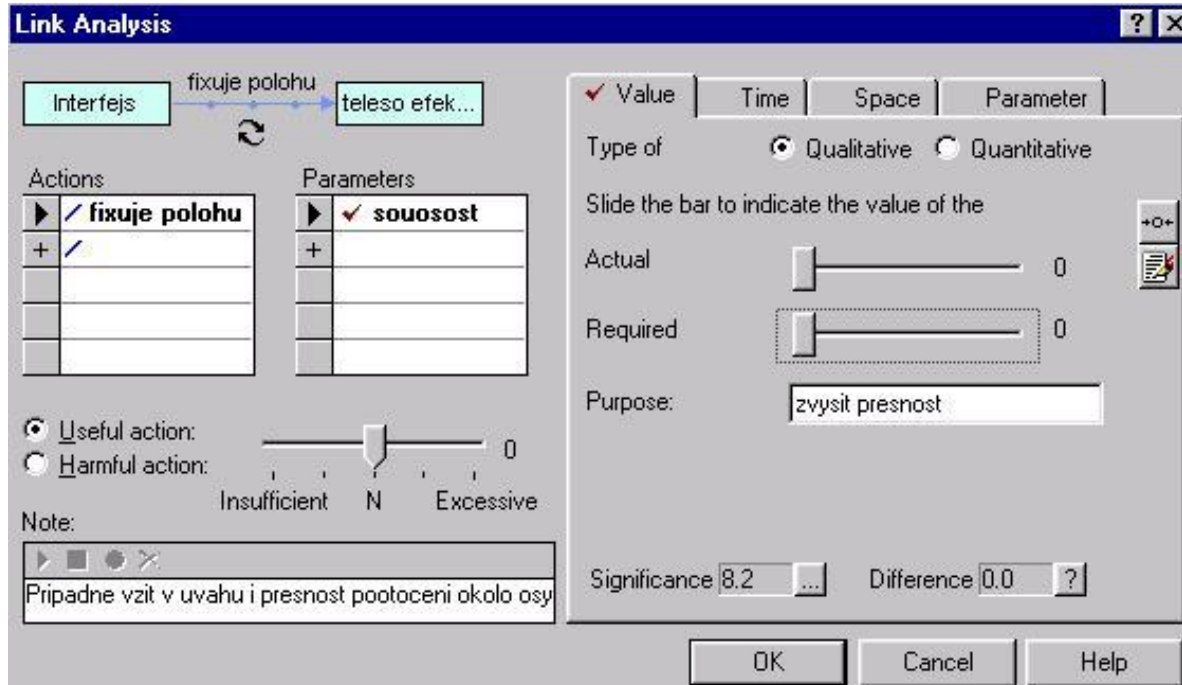 Link Analysis
Interfejs
fixuje polohu
teleso efek...
Actions
fixuje polohu
+
Parameters
souosost
+
Useful action:
Harmful action:
0
Insufficient N Excessive
Note:
Pripadne vzit v uvahu i presnost pootoceni okolo osy
Value Time Space Parameter
Type of Qualitative Quantitative
Slide the bar to indicate the value of the
Actual 0
Required 0
Purpose: zvysit presnost
Significance 8.2 ... Difference 0.0 ?
OK Cancel Help